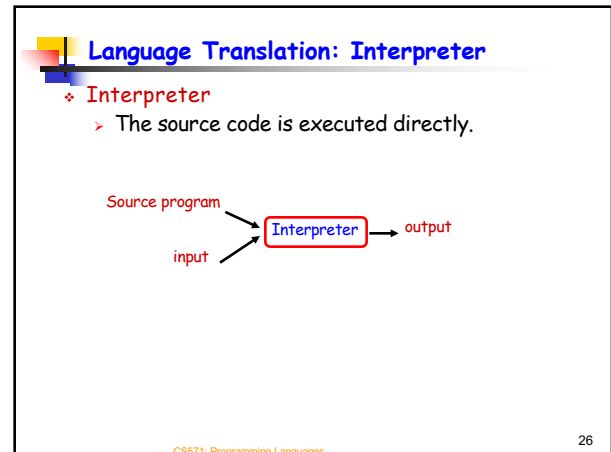 Language Translation: Interpreter
Interpreter
The source code is executed directly.
Source program
Interpreter
output
input
CS571: Programming Languages
26